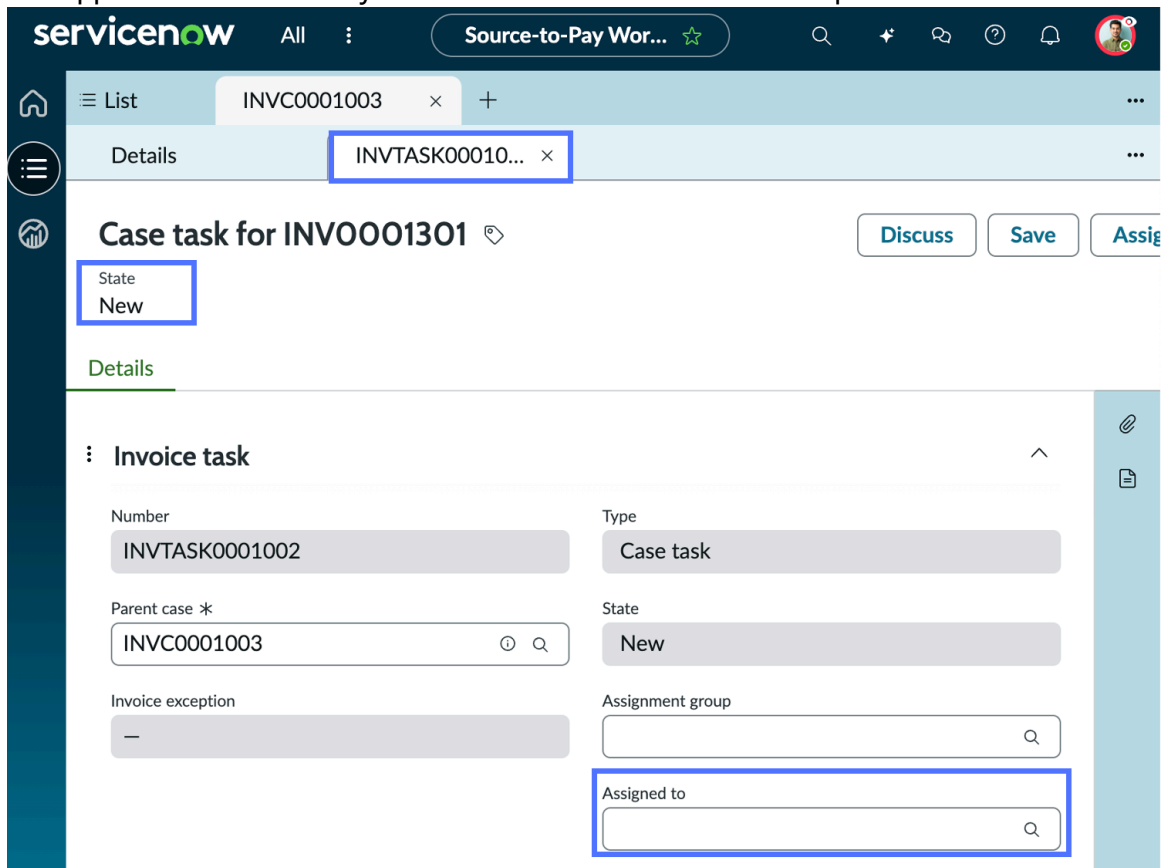 servicenow All Source-to-Pay Wor...
List INVC0001003
Details INVTASK00010...
Case task for INV0001301 Discuss Save Assig
State
New
Details
Invoice task
Number Type
INVTASK0001002 Case task
Parent case * State
INVC0001003 New
Invoice exception Assignment group
—
Assigned to